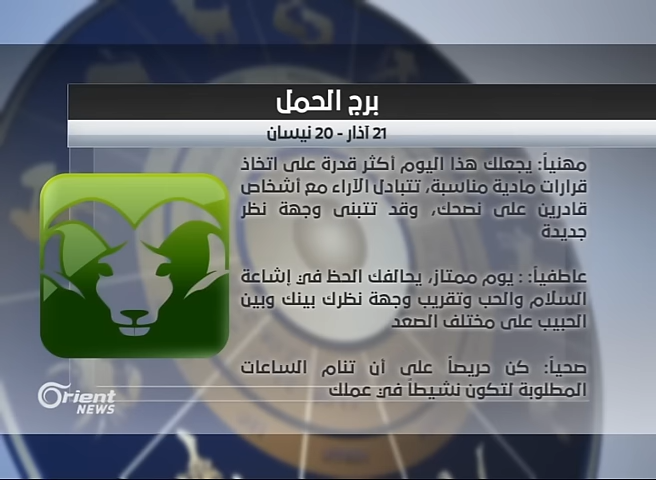 برج الحمل
21 آذار - 20 نيسان
مهنياً: يجعلك هذا اليوم أكثر قدرة على اتخاذ
قرارات مادية مناسبة، تتبادل الآراء مع أشخاص
قادرين على نصحك، وقد تتبنى وجهة نظر
جديدة
عاطفياً: : يوم ممتاز، يحالفك الحظ في إشاعة
السلام والحب وتقريب وجهة نظرك بينك وبين
الحبيب على مختلف الصعد
صحياً: كن حريصاً على أن تنام الساعات
المطلوبة لتكون نشيطاً في عملك
Orient
NEWS